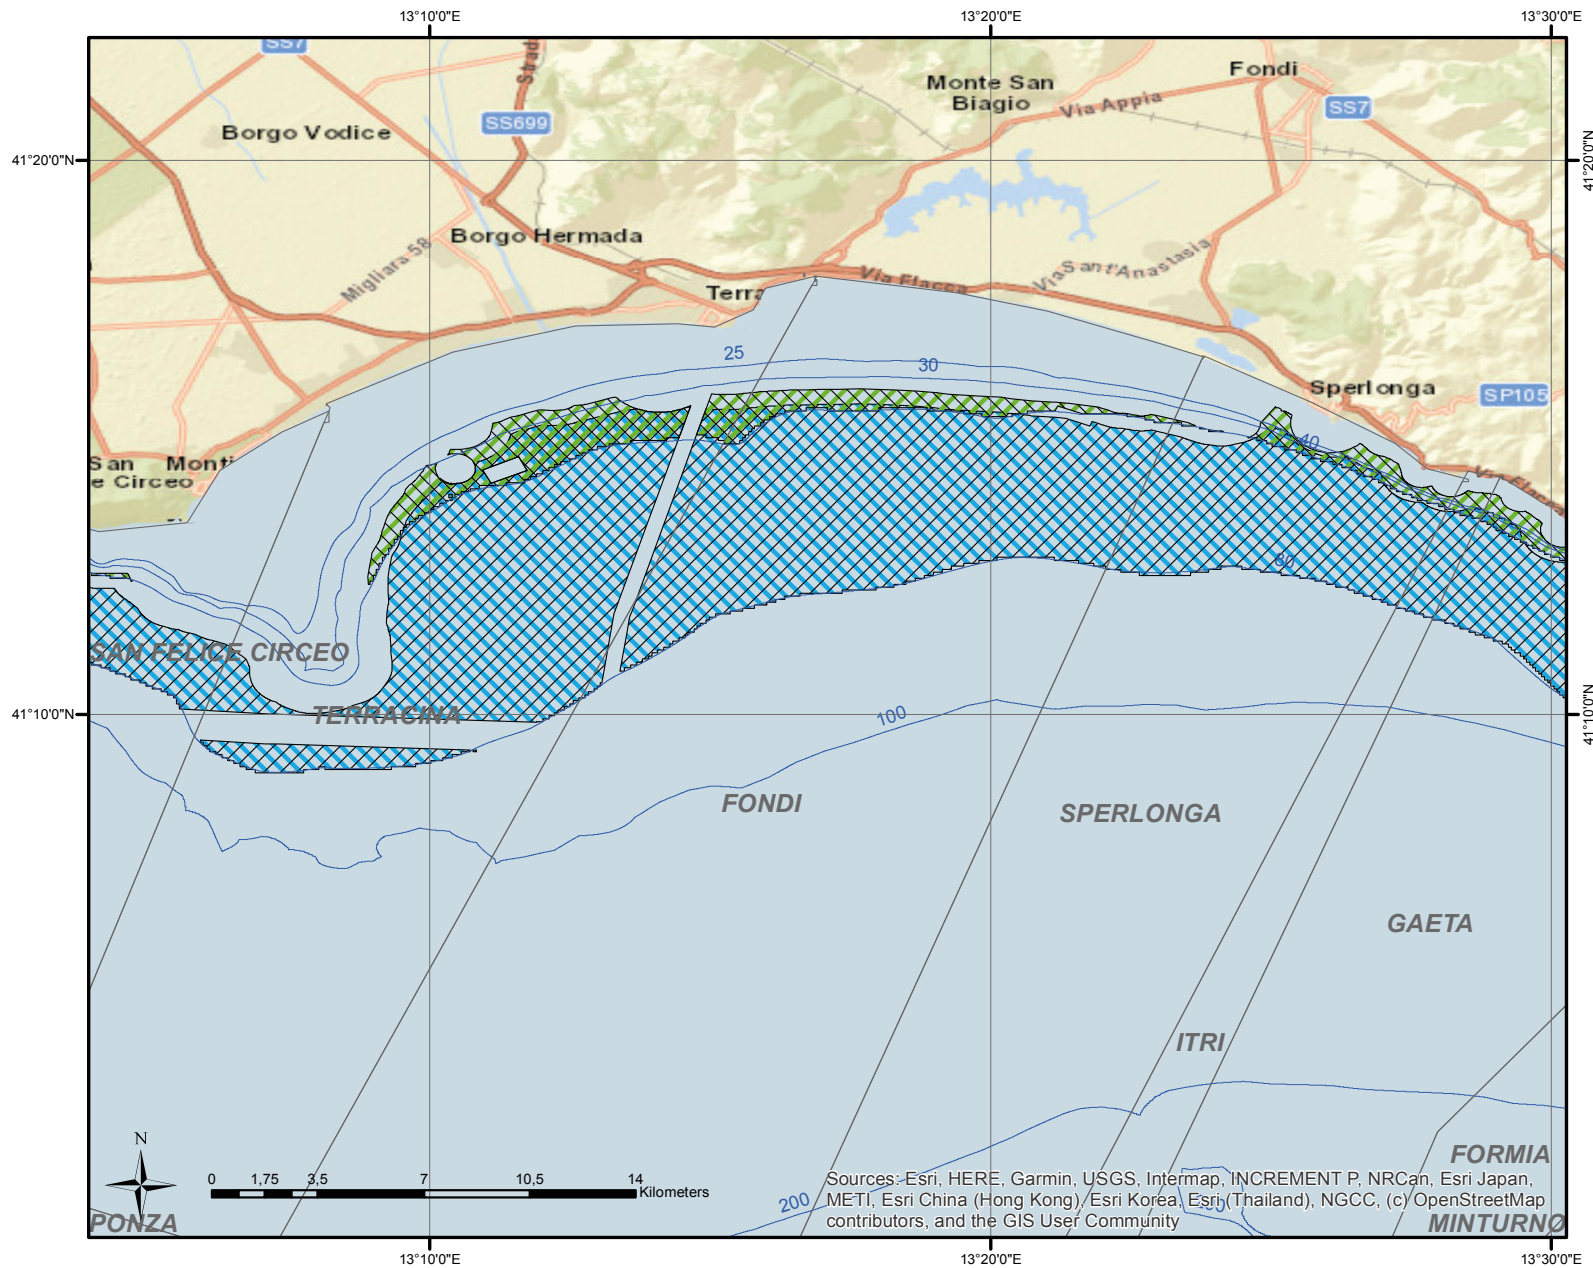 13°10'0"E
13°20'0"E
13°30'0"E
SS7
Strad
Monte San
Biagio
Fondi
Via Appia
SS7
SS699
Borgo Vodice
41°20'0"N
41°20'0"N
Borgo Hermada
Migliara 58
Via Sant'Anastasia
Via Flacca
Terra
25
30
Sperlonga
SP105
40
San Monti
e Circeo
Via Flacca
80
SAN FELICE CIRCEO
41°10'0"N
TERRACINA
100
41°10'0"N
FONDI
SPERLONGA
GAETA
ITRI
N
FORMIA
0
1,75
3,5
7
10,5
14
Kilometers
200
Sources: Esri, HERE, Garmin, USGS, Intermap, INCREMENT P, NRCan, Esri Japan,
METI, Esri China (Hong Kong), Esri Korea, Esri (Thailand), NGCC, (c) OpenStreetMap
contributors, and the GIS User Community
PONZA
MINTURNO
13°10'0"E
13°20'0"E
13°30'0"E